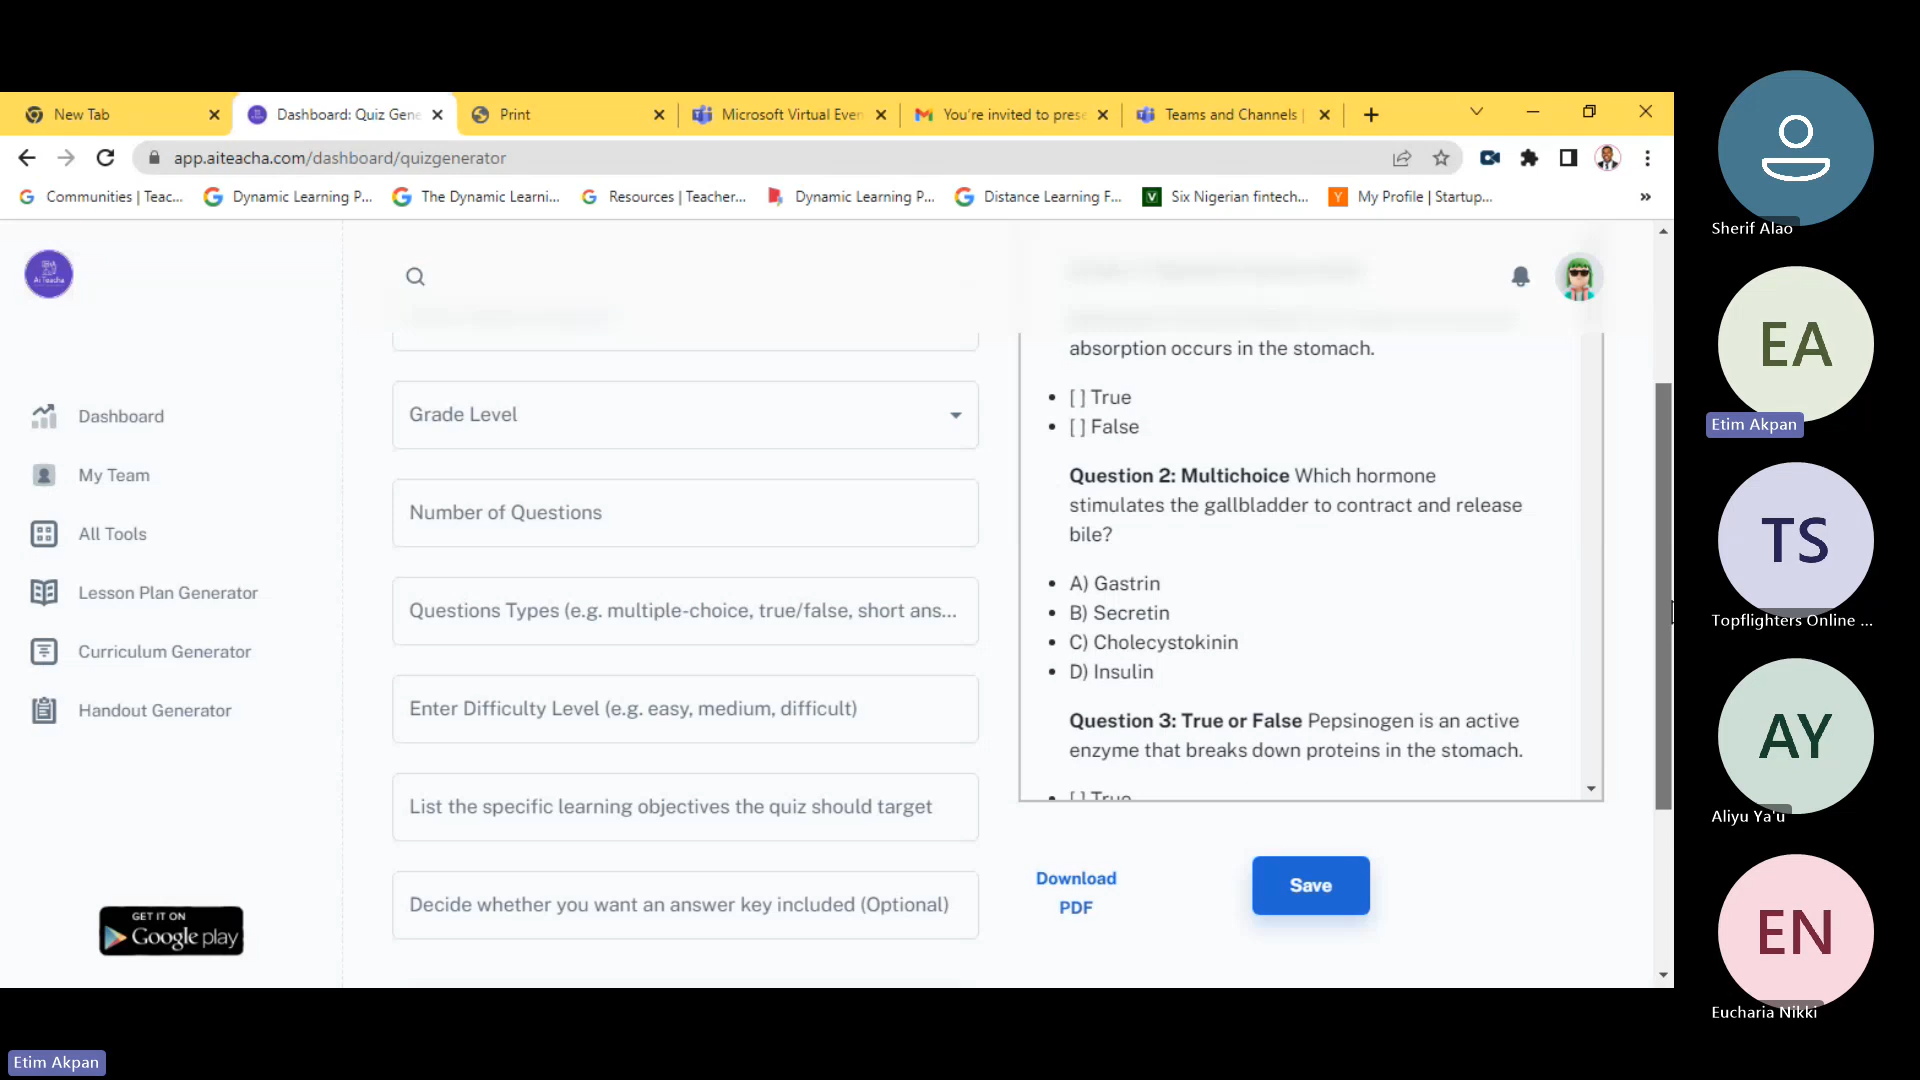 New Tab
Dashboard: Quiz Gene
Print
Microsoft Virtual Even
You're invited to prese
Teams and Channels |
app.aiteacha.com/dashboard/quizgenerator
Communities | Teac...
Dynamic Learning P...
The Dynamic Learni...
Resources | Teacher...
Dynamic Learning P...
Distance Learning F...
Six Nigerian fintech...
My Profile | Startup...
»
Ai Teacha
Dashboard
My Team
All Tools
Lesson Plan Generator
Curriculum Generator
Handout Generator
GET IT ON
Google play
Grade Level
Number of Questions
Questions Types (e.g. multiple-choice, true/false, short ans...
Enter Difficulty Level (e.g. easy, medium, difficult)
List the specific learning objectives the quiz should target
Decide whether you want an answer key included (Optional)
absorption occurs in the stomach.
• [ ] True
• [ ] False
Question 2: Multichoice Which hormone
stimulates the gallbladder to contract and release
bile?
• A) Gastrin
• B) Secretin
• C) Cholecystokinin
• D) Insulin
Question 3: True or False Pepsinogen is an active
enzyme that breaks down proteins in the stomach.
• [ ] True
Download
PDF
Save
Sherif Alao
EA
Etim Akpan
TS
Topflighters Online ...
AY
Aliyu Ya'u
EN
Eucharia Nikki
Etim Akpan